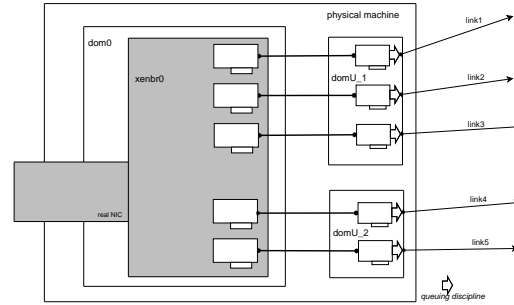 physical machine
link1
dom0
xenbr0
domU_1
link2
link3
real NIC
link4
domU_2
link5
queuing discipline